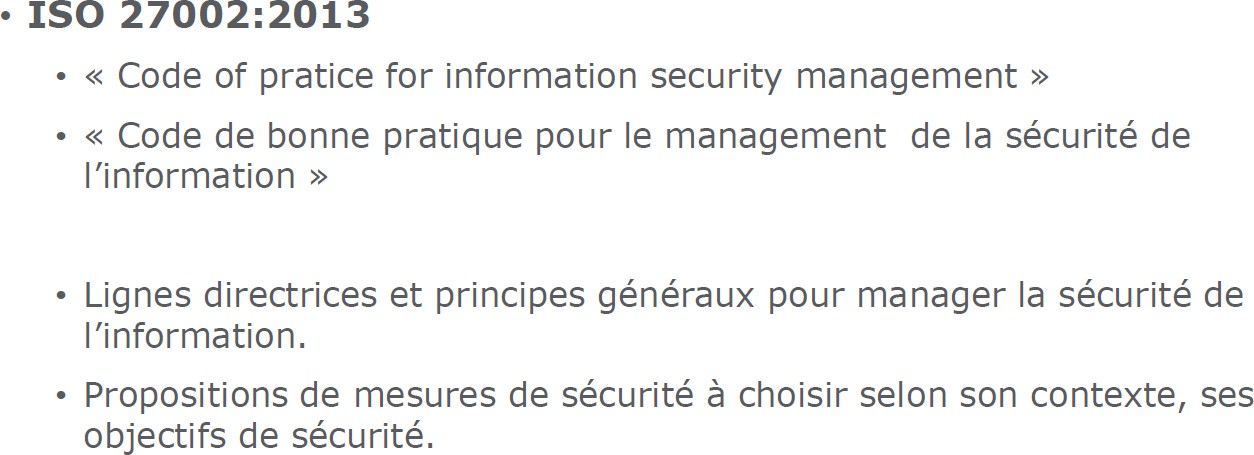 • ISO 27002:2013
• « Code of pratice for information security management »
• « Code de bonne pratique pour le management  de la sécurité de
l’information »
• Lignes directrices et principes généraux pour manager la sécurité de
l’information.
• Propositions de mesures de sécurité à choisir selon son contexte, ses
objectifs de sécurité.